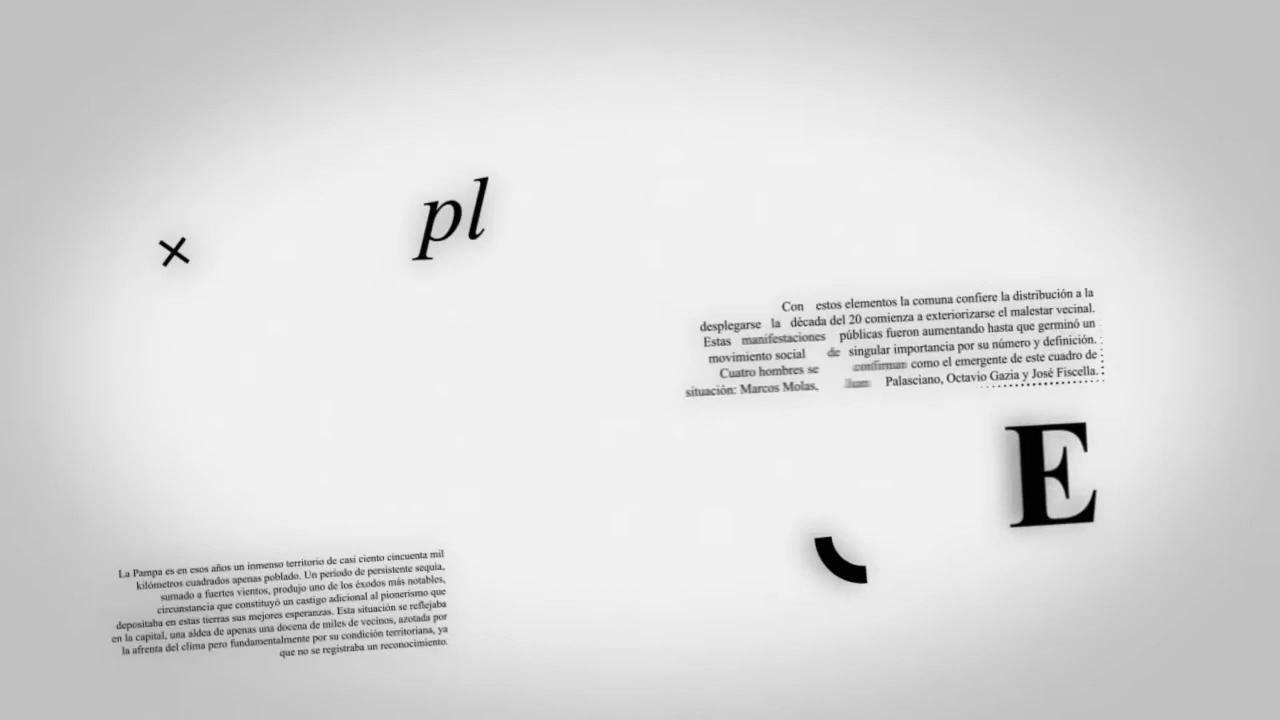 ×
pl
Con estos elementos la comuna confiere la distribución a la
desplegarse la década del 20 comienza a exteriorizarse el malestar vecinal.
Estas manifestaciones públicas fueron aumentando hasta que germinó un
movimiento social de singular importancia por su número y definición.
Cuatro hombres se confirman como el emergente de este cuadro de
situación: Marcos Molas, Juan Palasciano, Octavio Gazia y José Fiscella.
E
La Pampa es en esos años un inmenso territorio de casi ciento cincuenta mil
kilómetros cuadrados apenas poblado. Un período de persistente sequía,
sumado a fuertes vientos, produjo uno de los éxodos más notables,
circunstancia que constituyó un castigo adicional al pionerismo que
depositaba en estas tierras sus mejores esperanzas. Esta situación se reflejaba
en la capital, una aldea de apenas una docena de miles de vecinos, azotada por
la afrenta del clima pero fundamentalmente por su condición territoriana, ya
que no se registraba un reconocimiento.